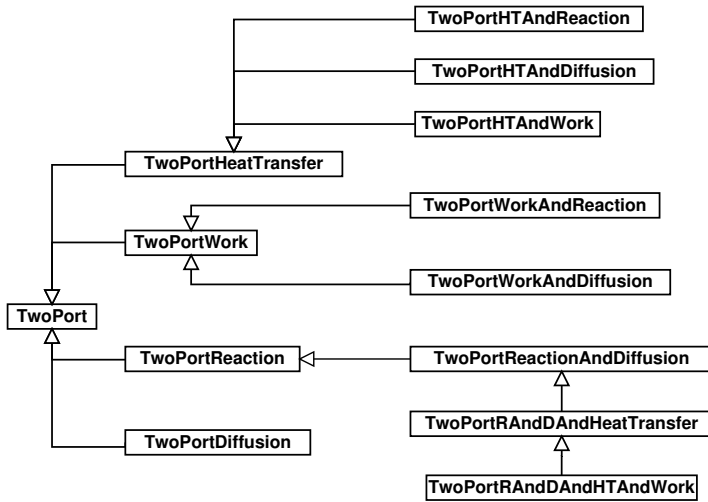 TwoPortHTAndReaction
TwoPortHTAndDiffusion
TwoPortHTAndWork
TwoPortHeatTransfer
TwoPortWorkAndReaction
TwoPortWork
TwoPortWorkAndDiffusion
TwoPort
TwoPortReaction
TwoPortReactionAndDiffusion
TwoPortRAndDAndHeatTransfer
TwoPortDiffusion
TwoPortRAndDAndHTAndWork